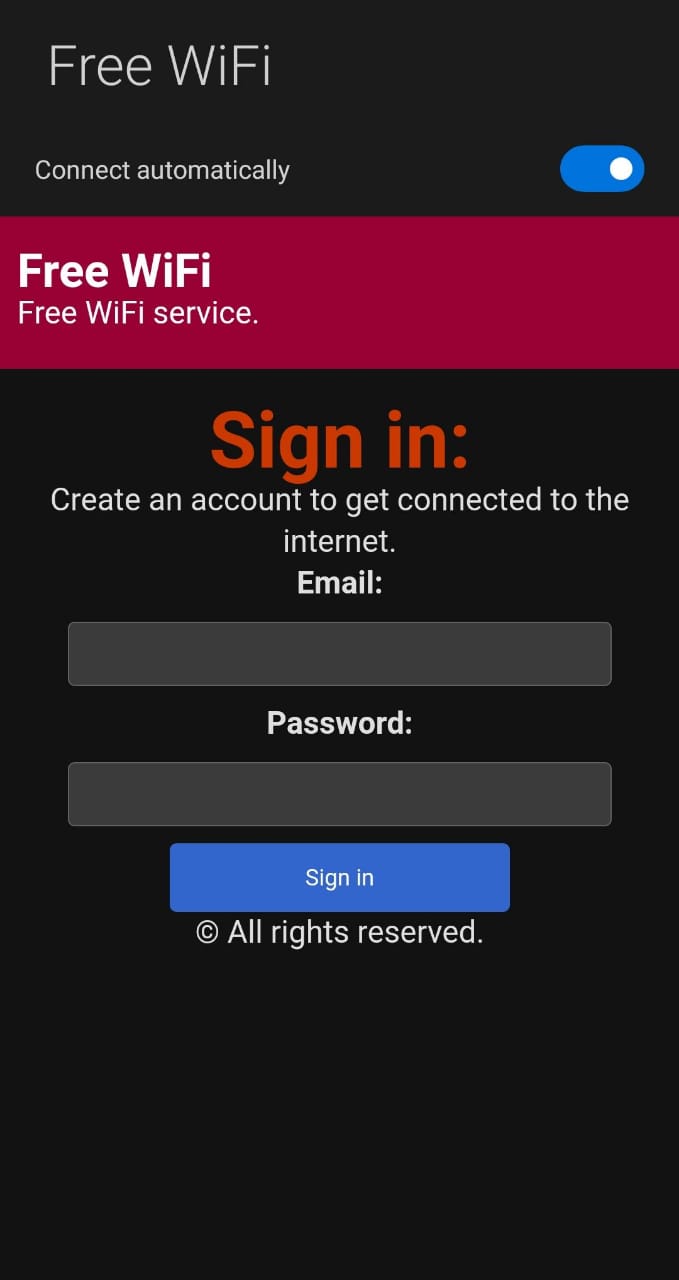 Free WiFi
Connect automatically
Free WiFi
Free WiFi service.
Sign in:
Create an account to get connected to the
internet.
Email:
Password:
Sign in
© All rights reserved.